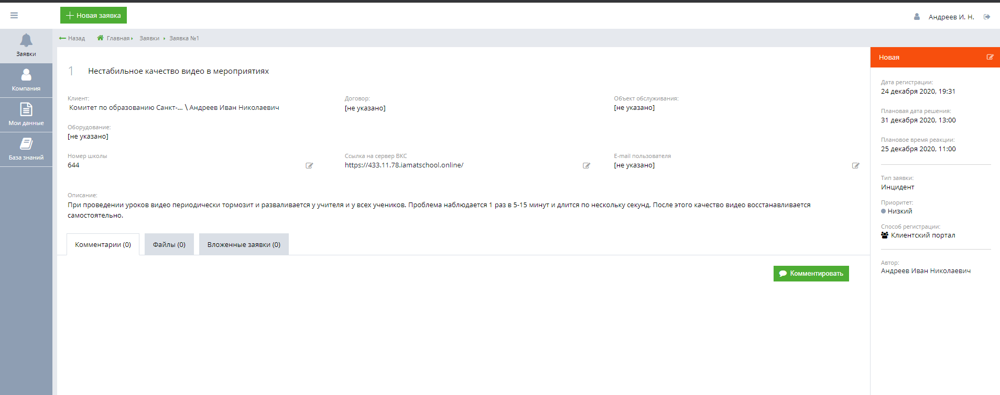 Новая заявка
Андреев И. Н.
Назад Главная Заявки Заявка №1
Заявки
Компания
Мои данные
База знаний
1 Нестабильное качество видео в мероприятиях
Клиент:
Комитет по образованию Санкт-... \ Андреев Иван Николаевич
Договор:
[не указано]
Объект обслуживания:
[не указано]
Оборудование:
[не указано]
Номер школы
644
Ссылка на сервер ВКС
https://433.11.78.iamatschool.online/
E-mail пользователя
[не указано]
Описание:
При проведении уроков видео периодически тормозит и разваливается у учителя и у всех учеников. Проблема наблюдается 1 раз в 5-15 минут и длится по нескольку секунд. После этого качество видео восстанавливается
самостоятельно.
Комментарии (0) Файлы (0) Вложенные заявки (0)
Комментировать
Новая
Дата регистрации:
24 декабря 2020, 19:31
Плановая дата решения:
31 декабря 2020, 13:00
Плановое время реакции:
25 декабря 2020, 11:00
Тип заявки:
Инцидент
Приоритет:
Низкий
Способ регистрации:
Клиентский портал
Автор:
Андреев Иван Николаевич